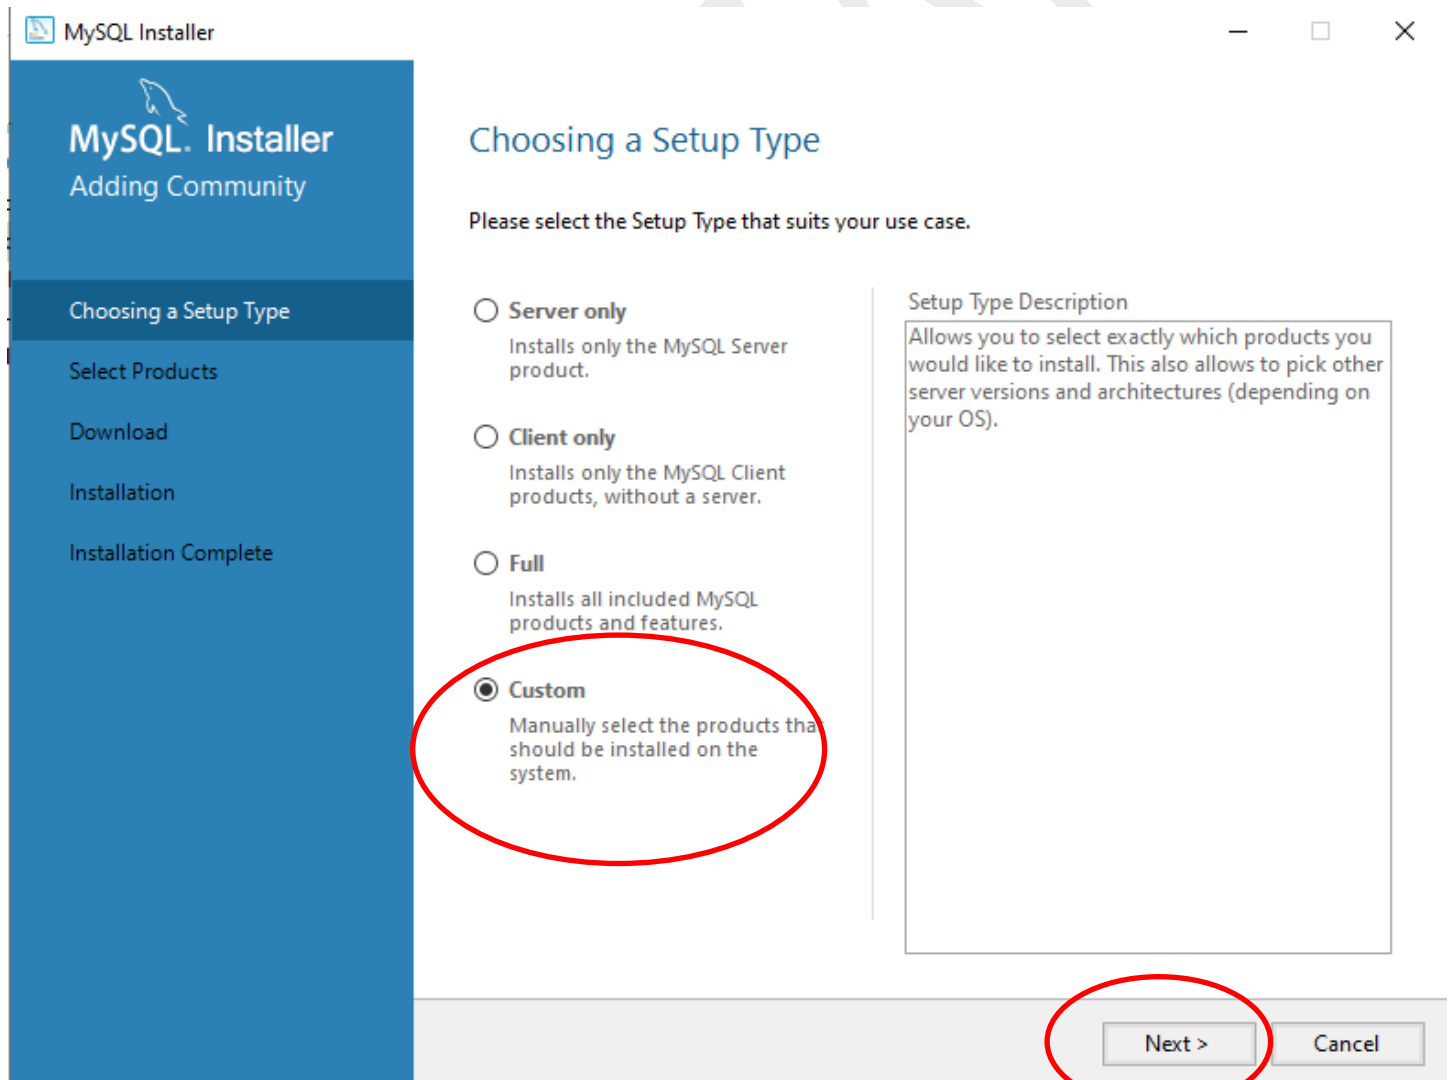 MySQL Installer
MySQL. Installer
Adding Community
Choosing a Setup Type
Select Products
Download
Installation
Installation Complete
Choosing a Setup Type
Please select the Setup Type that suits your use case.
Server only
Installs only the MySQL Server
product.
Client only
Installs only the MySQL Client
products, without a server.
Full
Installs all included MySQL
products and features.
Custom
Manually select the products that
should be installed on the
system.
Setup Type Description
Allows you to select exactly which products you
would like to install. This also allows to pick other
server versions and architectures (depending on
your OS).
Next >
Cancel